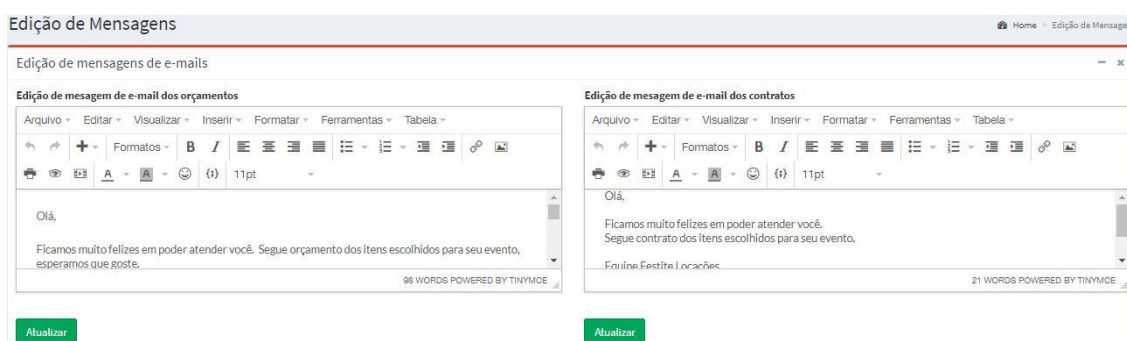 Edição de Mensagens
Home > Edição de Mensage
Edição de mensagens de e-mails
Edição de mesagem de e-mail dos orçamentos
Arquivo Editar Visualizar Inserir Formatar Ferramentas Tabela
Formatos B I
A A 11pt
Olá,
Ficamos muito felizes em poder atender você. Segue orçamento dos itens escolhidos para seu evento,
esperamos que goste.
98 WORDS POWERED BY TINYMCE
Atualizar
Edição de mesagem de e-mail dos contratos
Arquivo Editar Visualizar Inserir Formatar Ferramentas Tabela
Formatos B I
A A 11pt
Olá,
Ficamos muito felizes em poder atender você.
Segue contrato dos itens escolhidos para seu evento.
Equipe Festite Locações
21 WORDS POWERED BY TINYMCE
Atualizar